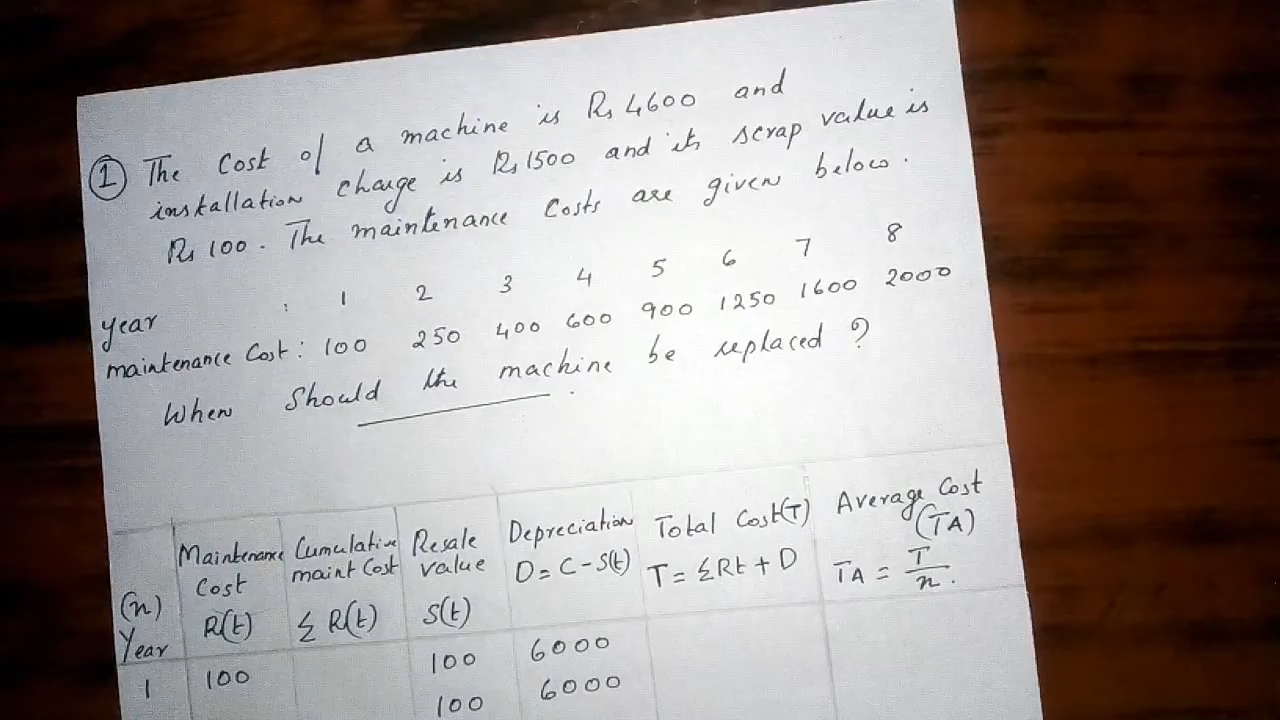 ① The Cost of a machine is Rs 4600 and
installation charge is Rs 1500 and its scrap value is
Rs 100. The maintenance Costs are given below.
year : 1 2 3 4 5 6 7 8
maintenance Cost: 100 250 400 600 900 1250 1600 2000
When Should the machine be replaced ?
(n) Year | Maintenance Cost R(t) | Cumulative maint Cost ΣR(t) | Resale value S(t) | Depreciation D = C - S(t) | Total Cost(T) T = ΣRt + D | Average Cost (TA) TA = T/n.
1 100 100 6000
100 6000